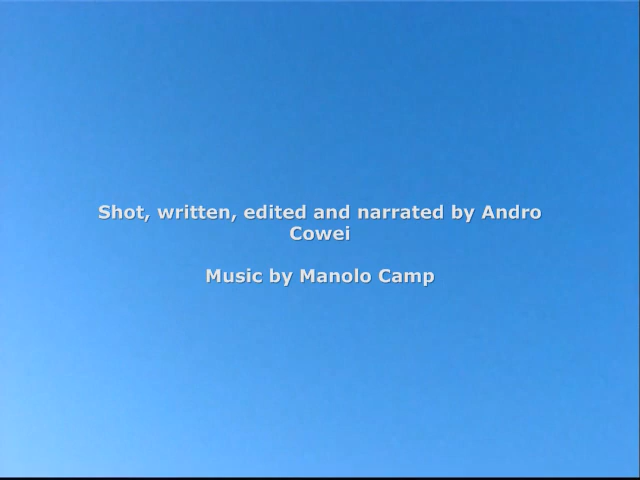 Shot, written, edited and narrated by Andro
Cowei
Music by Manolo Camp